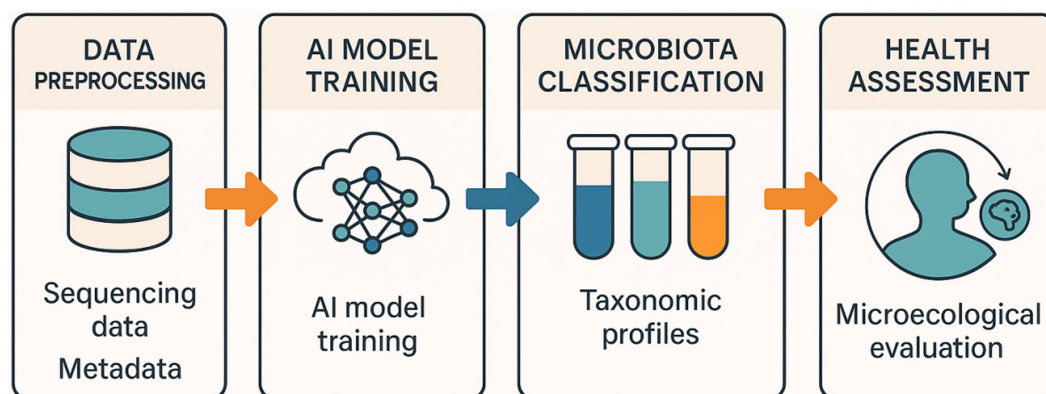 DATA
PREPROCESSING
Sequencing
data
Metadata
AI MODEL
TRAINING
AI model
training
MICROBIOTA
CLASSIFICATION
Taxonomic
profiles
HEALTH
ASSESSMENT
Microecological
evaluation